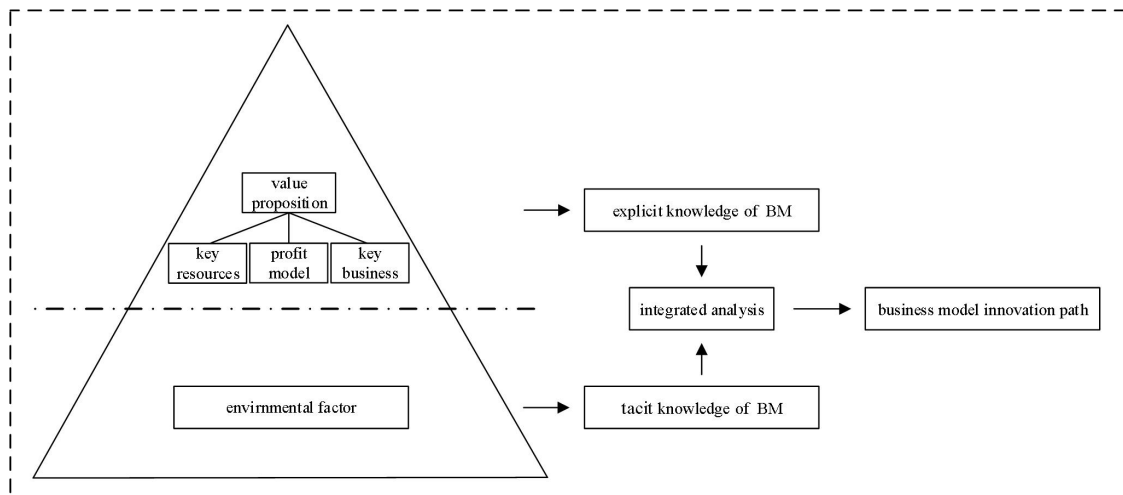 value
proposition
key
resources
profit
model
key
business
envirnmental factor
explicit knowledge of BM
integrated analysis
business model innovation path
tacit knowledge of BM